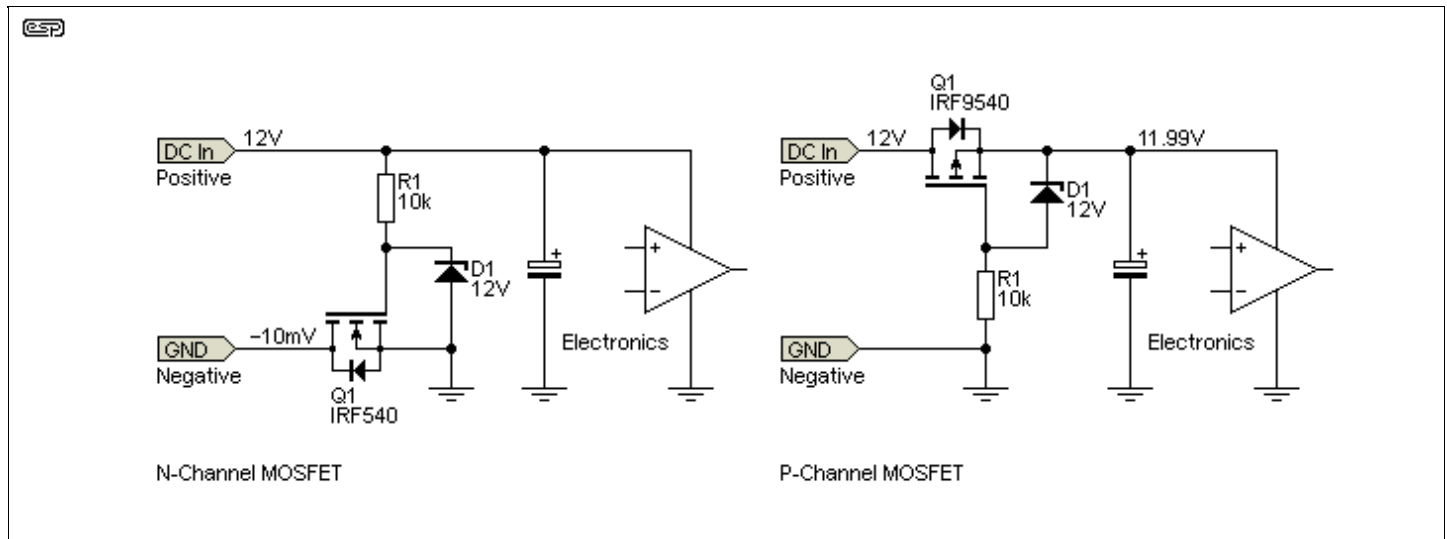 esp
DC In
Positive
12V
R1
10k
D1
12V
GND
Negative
−10mV
Q1
IRF540
+
+
−
Electronics
N-Channel MOSFET
DC In
Positive
12V
Q1
IRF9540
11.99V
D1
12V
R1
10k
GND
Negative
+
+
−
Electronics
P-Channel MOSFET